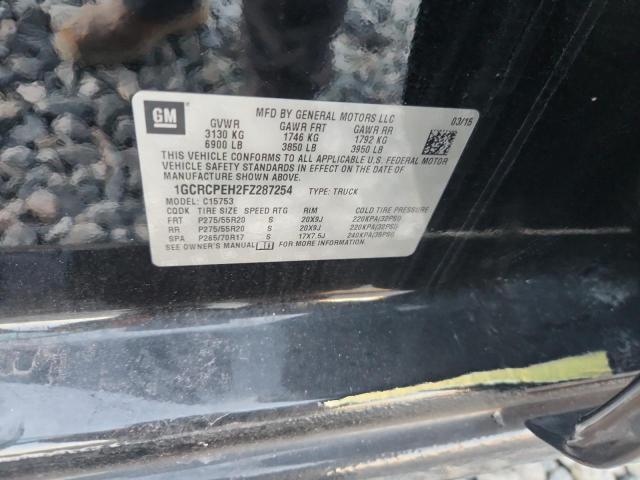 GM
MFD BY GENERAL MOTORS LLC
03/15
GVWR GAWR FRT GAWR RR
3130 KG 1746 KG 1792 KG
6900 LB 3850 LB 3950 LB
THIS VEHICLE CONFORMS TO ALL APPLICABLE U.S. FEDERAL MOTOR
VEHICLE SAFETY STANDARDS IN EFFECT ON THE DATE OF
MANUFACTURE SHOWN ABOVE.
1GCRCPEH2FZ287254 TYPE: TRUCK
MODEL: C15753
CQDK TIRE SIZE SPEED RTG RIM COLD TIRE PRESSURE
FRT P275/55R20 S 20X9J 220KPA(32PSI)
RR P275/55R20 S 20X9J 220KPA(32PSI)
SPA P265/70R17 S 17X7.5J 240KPA(35PSI)
SEE OWNER'S MANUAL FOR MORE INFORMATION.